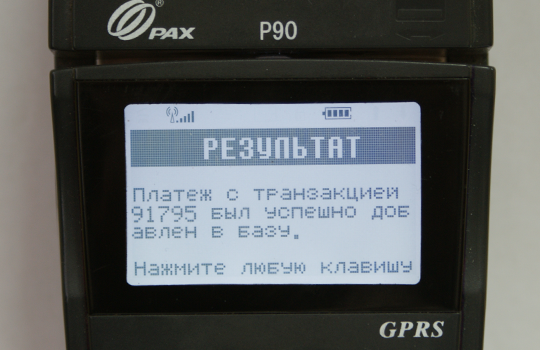 PAX P90
РЕЗУЛЬТАТ
Платеж с транзакцией
91795 был успешно доб
авлен в базу.
Нажмите любую клавишу
GPRS